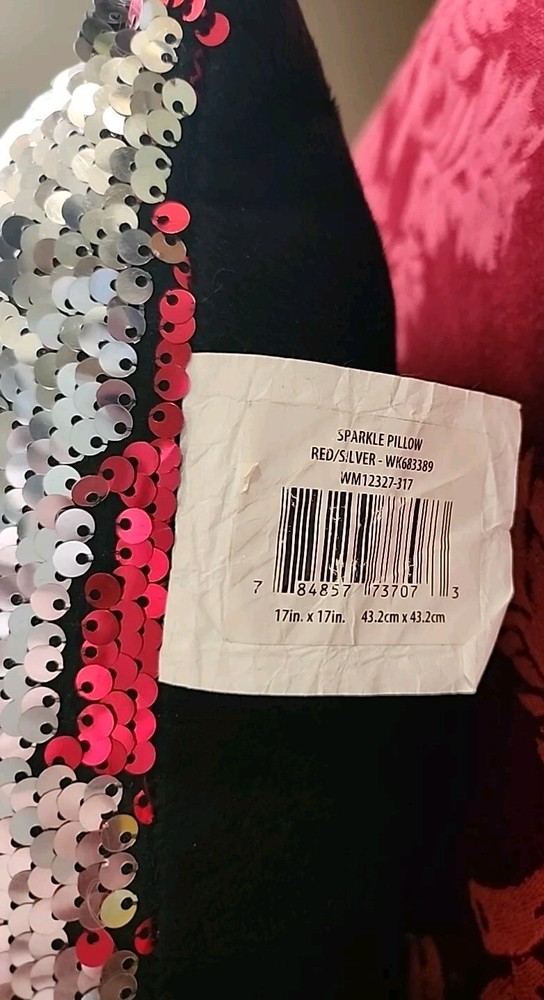 SPARKLE PILLOW
RED/SILVER - WK683389
WM12327-317
7 84857 73707 3
17in. x 17in. 43.2cm x 43.2cm